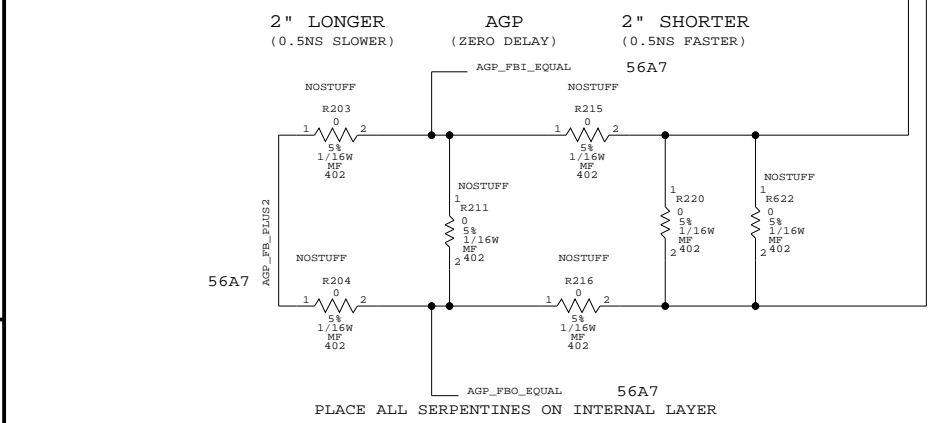 2" LONGER
(0.5NS SLOWER)
AGP
(ZERO DELAY)
2" SHORTER
(0.5NS FASTER)
AGP_FBI_EQUAL
56A7
NOSTUFF
R203
0
1
2
5%
1/16W
MF
402
NOSTUFF
R215
0
1
2
5%
1/16W
MF
402
NOSTUFF
1
R211
0
5%
1/16W
MF
402
2
1
R220
0
5%
1/16W
MF
402
2
NOSTUFF
1
R622
0
5%
1/16W
MF
402
2
AGP_FB_PLUS2
56A7
NOSTUFF
R204
0
1
2
5%
1/16W
MF
402
NOSTUFF
R216
0
1
2
5%
1/16W
MF
402
AGP_FBO_EQUAL
56A7
PLACE ALL SERPENTINES ON INTERNAL LAYER